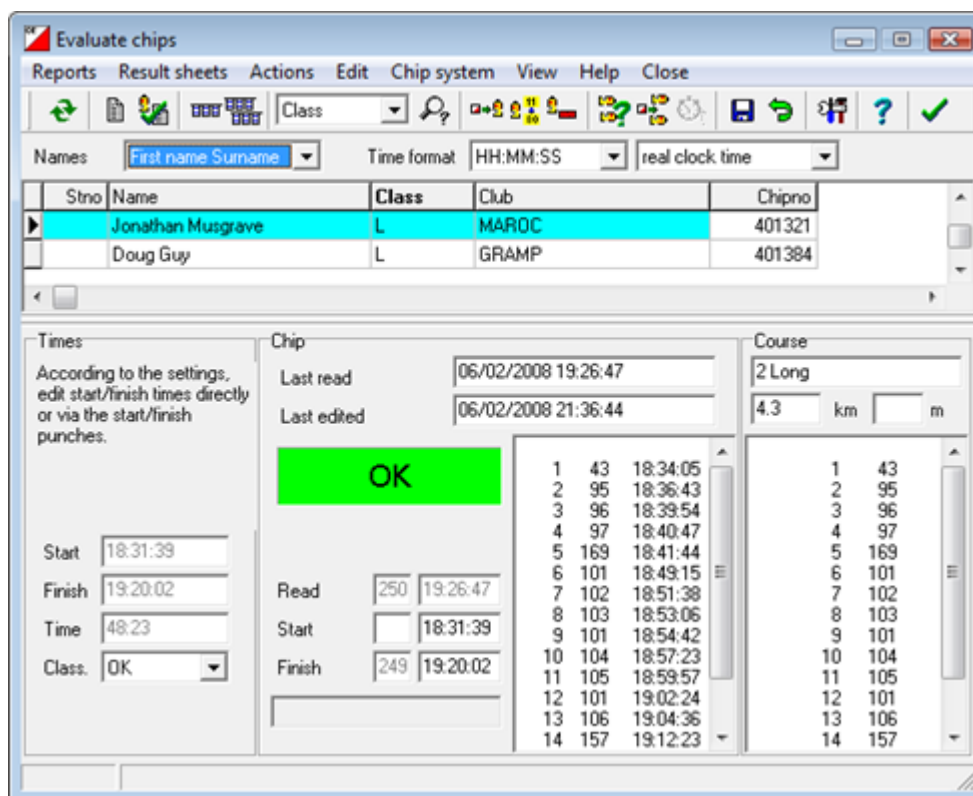 Evaluate chips
Reports Result sheets Actions Edit Chip system View Help Close
Class
Names First name Surname Time format HH:MM:SS real clock time
Stno Name Class Club Chipno
Jonathan Musgrave L MAROC 401321
Doug Guy L GRAMP 401384
Times
According to the settings,
edit start/finish times directly
or via the start/finish
punches.
Start 18:31:39
Finish 19:20:02
Time 48:23
Class. OK
Chip
Last read 06/02/2008 19:26:47
Last edited 06/02/2008 21:36:44
OK
Read 250 19:26:47
Start 18:31:39
Finish 249 19:20:02
1 43 18:34:05
2 95 18:36:43
3 96 18:39:54
4 97 18:40:47
5 169 18:41:44
6 101 18:49:15
7 102 18:51:38
8 103 18:53:06
9 101 18:54:42
10 104 18:57:23
11 105 18:59:57
12 101 19:02:24
13 106 19:04:36
14 157 19:12:23
Course
2 Long
4.3 km m
1 43
2 95
3 96
4 97
5 169
6 101
7 102
8 103
9 101
10 104
11 105
12 101
13 106
14 157